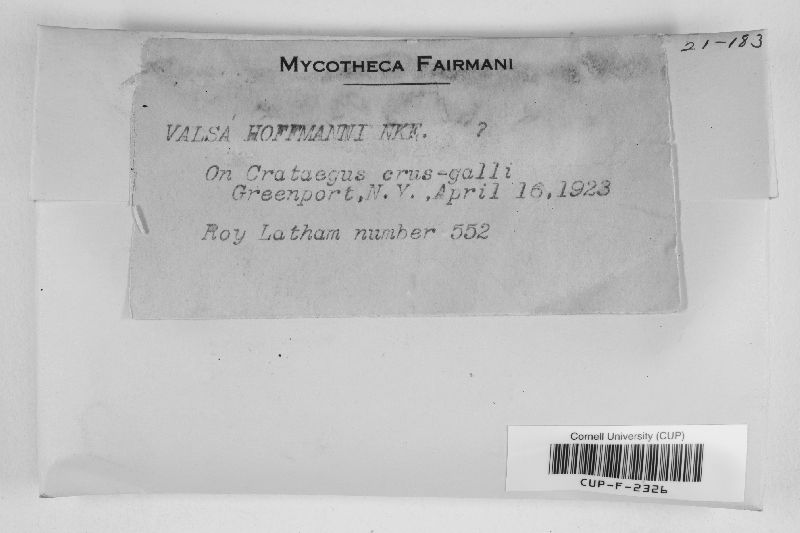 21-183
MYCOTHECA FAIRMANI
VALSA HOFFMANNI NKE. ?
On Crataegus crus-galli
Greenport, N. Y. ,April 16,1923
Roy Latham number 552
Cornell University (CUP)
CUP-F-2326